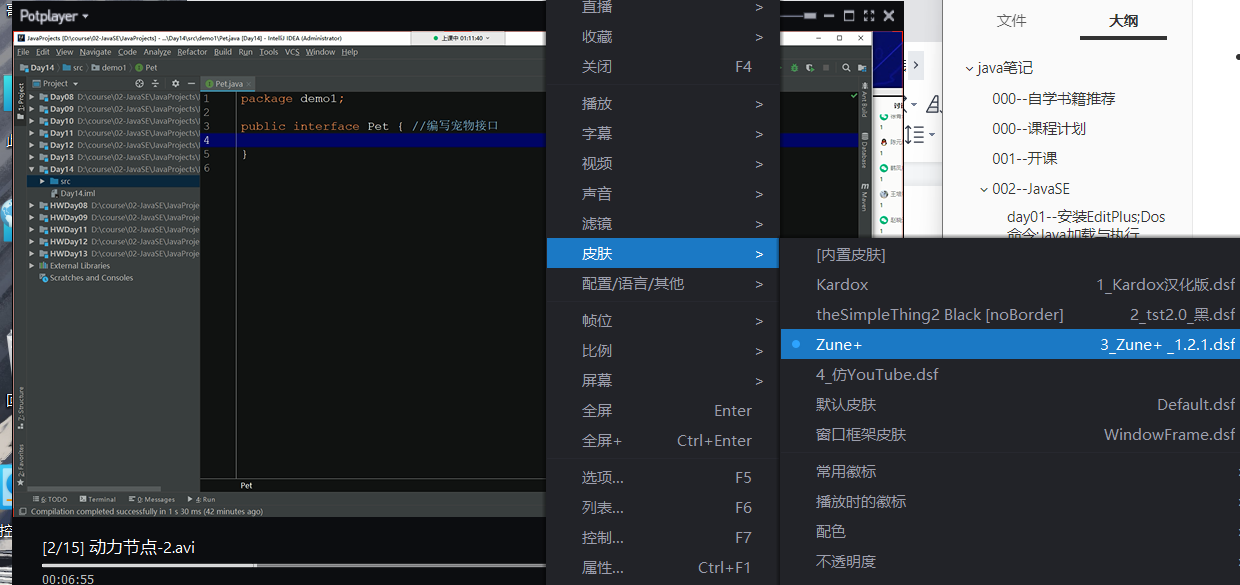 Potplayer
JavaProjects [D:\course\02-JavaSE\JavaProjects] - ...\Day14\src\demo1\Pet.java [Day14] - IntelliJ IDEA (Administrator)
上课中 01:11:40
File Edit View Navigate Code Analyze Refactor Build Run Tools VCS Window Help
Day14 src demo1 Pet
Project
Pet.java
1: Project
Day08 D:\course\02-JavaSE\JavaProjects\
Day09 D:\course\02-JavaSE\JavaProjects\
Day10 D:\course\02-JavaSE\JavaProjects\
Day11 D:\course\02-JavaSE\JavaProjects\
Day12 D:\course\02-JavaSE\JavaProjects\
Day13 D:\course\02-JavaSE\JavaProjects\
Day14 D:\course\02-JavaSE\JavaProjects\
src
Day14.iml
HWDay08 D:\course\02-JavaSE\JavaProje
HWDay09 D:\course\02-JavaSE\JavaProje
HWDay11 D:\course\02-JavaSE\JavaProje
HWDay12 D:\course\02-JavaSE\JavaProje
HWDay13 D:\course\02-JavaSE\JavaProje
External Libraries
Scratches and Consoles
Z: Structure
2: Favorites
1 package demo1;
2
3 public interface Pet { //编写宠物接口
4
5 }
6
Pet
6: TODO Terminal 0: Messages 4: Run
Compilation completed successfully in 1 s 30 ms (42 minutes ago)
[2/15] 动力节点-2.avi
00:06:55
直播 >
收藏 >
关闭 F4
播放 >
字幕 >
视频 >
声音 >
滤镜 >
皮肤 >
配置/语言/其他 >
帧位 >
比例 >
屏幕 >
全屏 Enter
全屏+ Ctrl+Enter
选项... F5
列表... F6
控制... F7
属性... Ctrl+F1
[内置皮肤]
Kardox 1_Kardox汉化版.dsf
theSimpleThing2 Black [noBorder] 2_tst2.0_黑.dsf
Zune+ 3_Zune+ _1.2.1.dsf
4_仿YouTube.dsf
默认皮肤 Default.dsf
窗口框架皮肤 WindowFrame.dsf
常用徽标
播放时的徽标
配色
不透明度
Ant Build
Database
Maven
文件 大纲
java笔记
000--自学书籍推荐
000--课程计划
001--开课
002--JavaSE
day01--安装EditPlus;Dos
命令;Java加载与执行